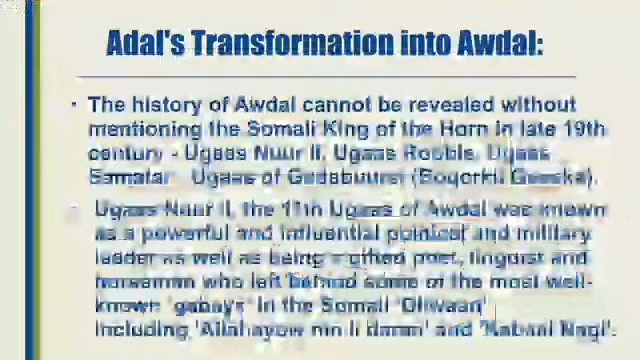 Adal's Transformation into Awdal:
The history of Awdal cannot be revealed without
mentioning the Somali King of the Horn in late 19th
century - Ugaas Nuur II, Ugaas Rooble, Ugaas
Samatar - Ugaas of Gadabuursi
Ugaas Nuur II, the 11th Ugaas of Awdal was known
as a powerful and influential political and military
leader as well as being a gifted poet, linguist and
horseman who left behind some of the most well-
known 'gabays' in the Somali
including and